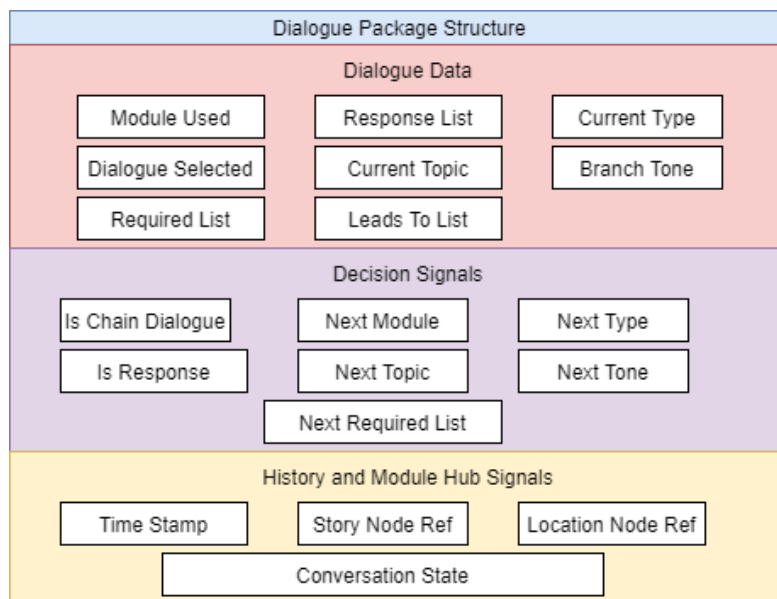 Dialogue Package Structure
Dialogue Data
Module Used
Response List
Current Type
Dialogue Selected
Current Topic
Branch Tone
Required List
Leads To List
Decision Signals
Is Chain Dialogue
Next Module
Next Type
Is Response
Next Topic
Next Tone
Next Required List
History and Module Hub Signals
Time Stamp
Story Node Ref
Location Node Ref
Conversation State